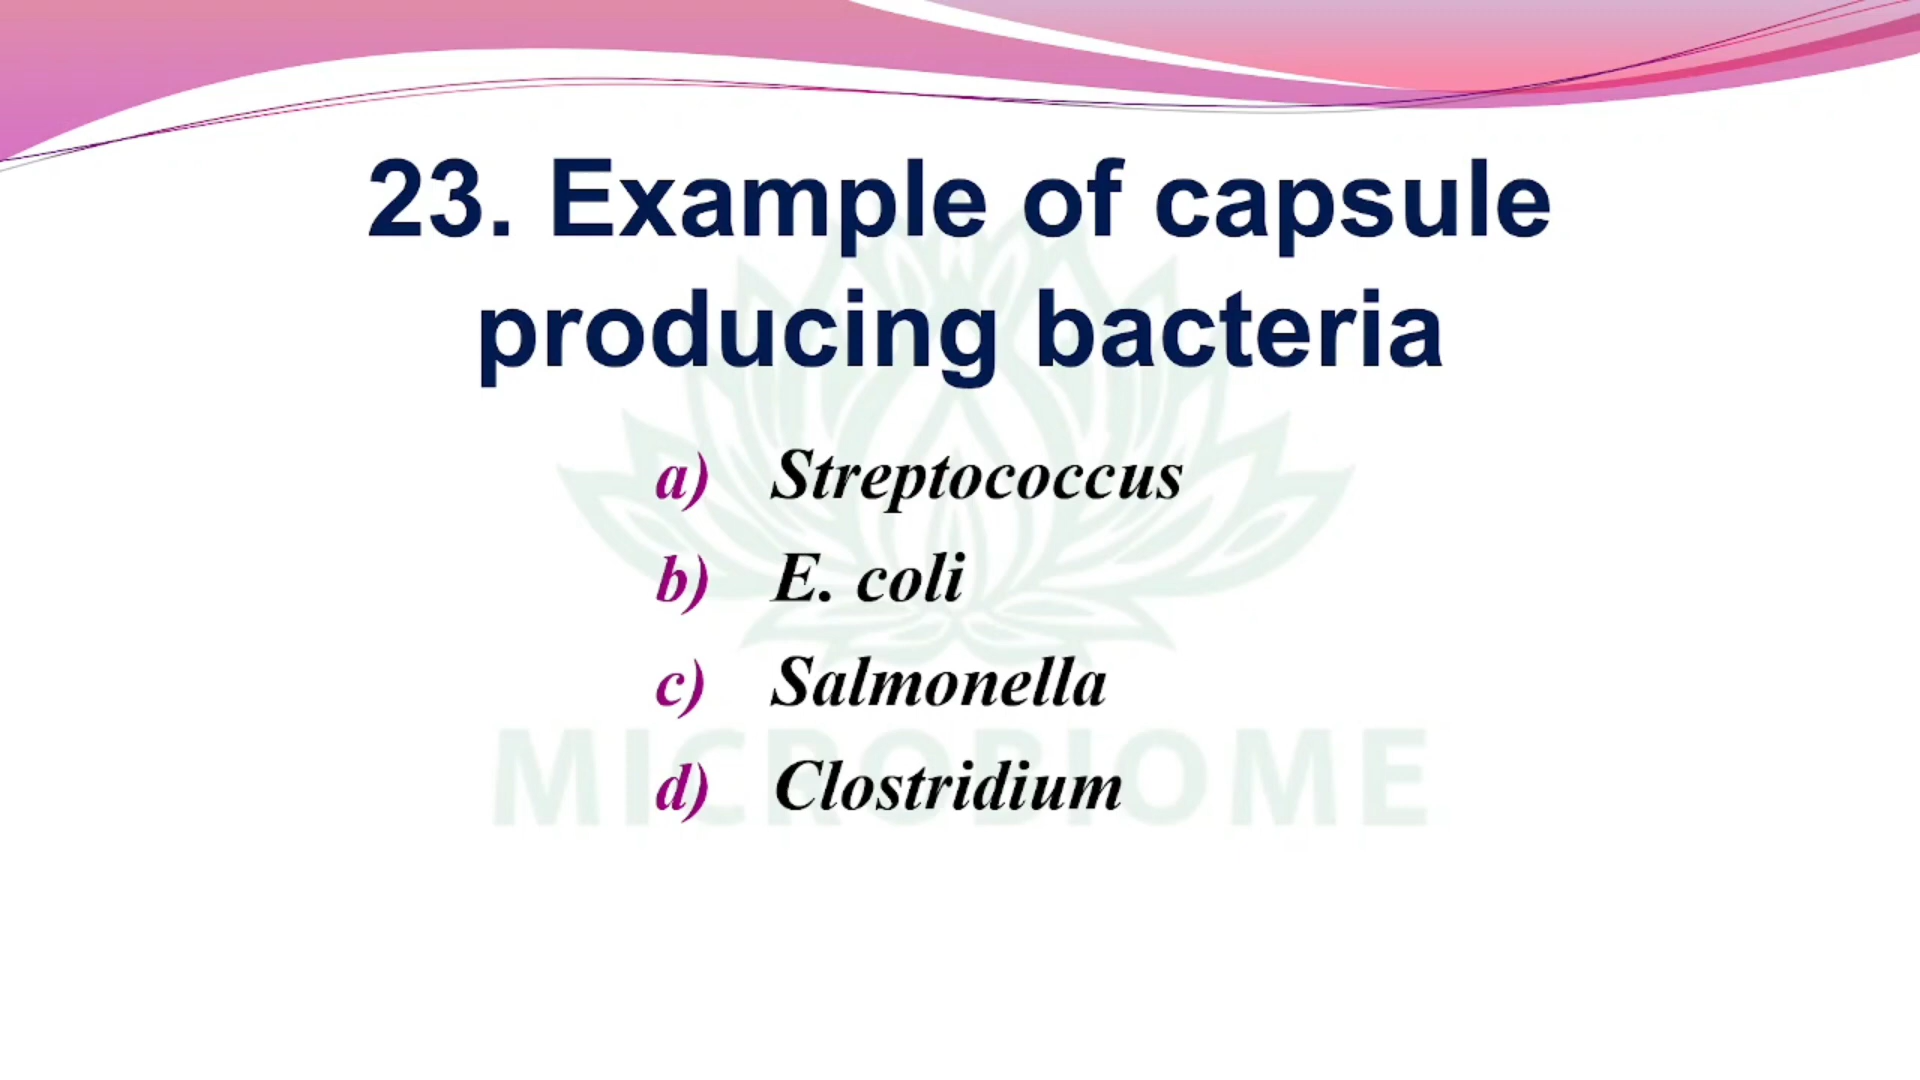 23. Example of capsule
producing bacteria
a) Streptococcus
b) E. coli
c) Salmonella
d) Clostridium
MICROBIOME